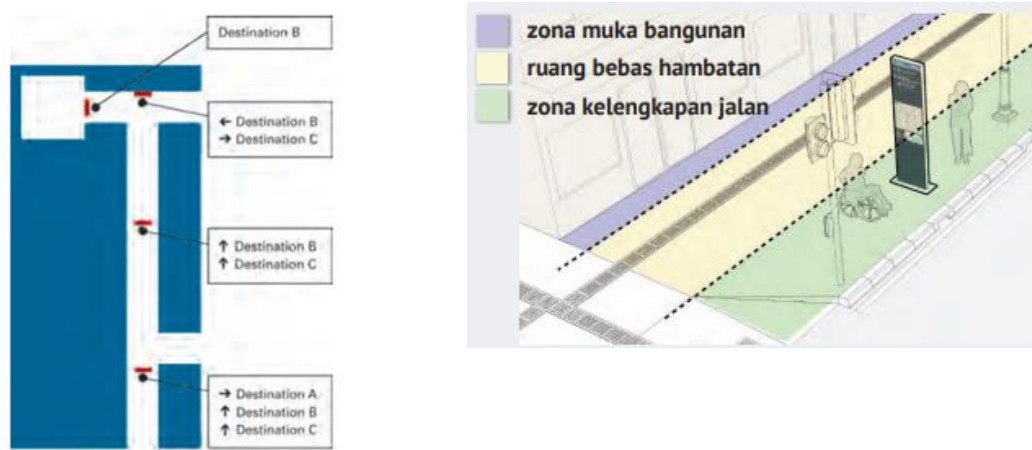 Destination B
← Destination B
→ Destination C
↑ Destination B
↑ Destination C
→ Destination A
↑ Destination B
↑ Destination C
zona muka bangunan
ruang bebas hambatan
zona kelengkapan jalan